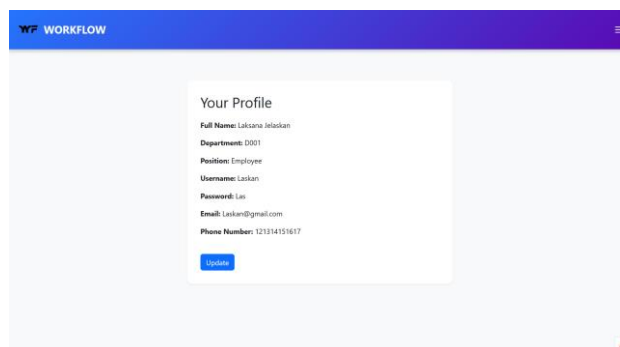 WF WORKFLOW
Your Profile
Full Name: Laksana Jelaskan
Department: D001
Position: Employee
Username: Laskan
Password: Las
Email: Laskan@gmail.com
Phone Number: 121314151617
Update